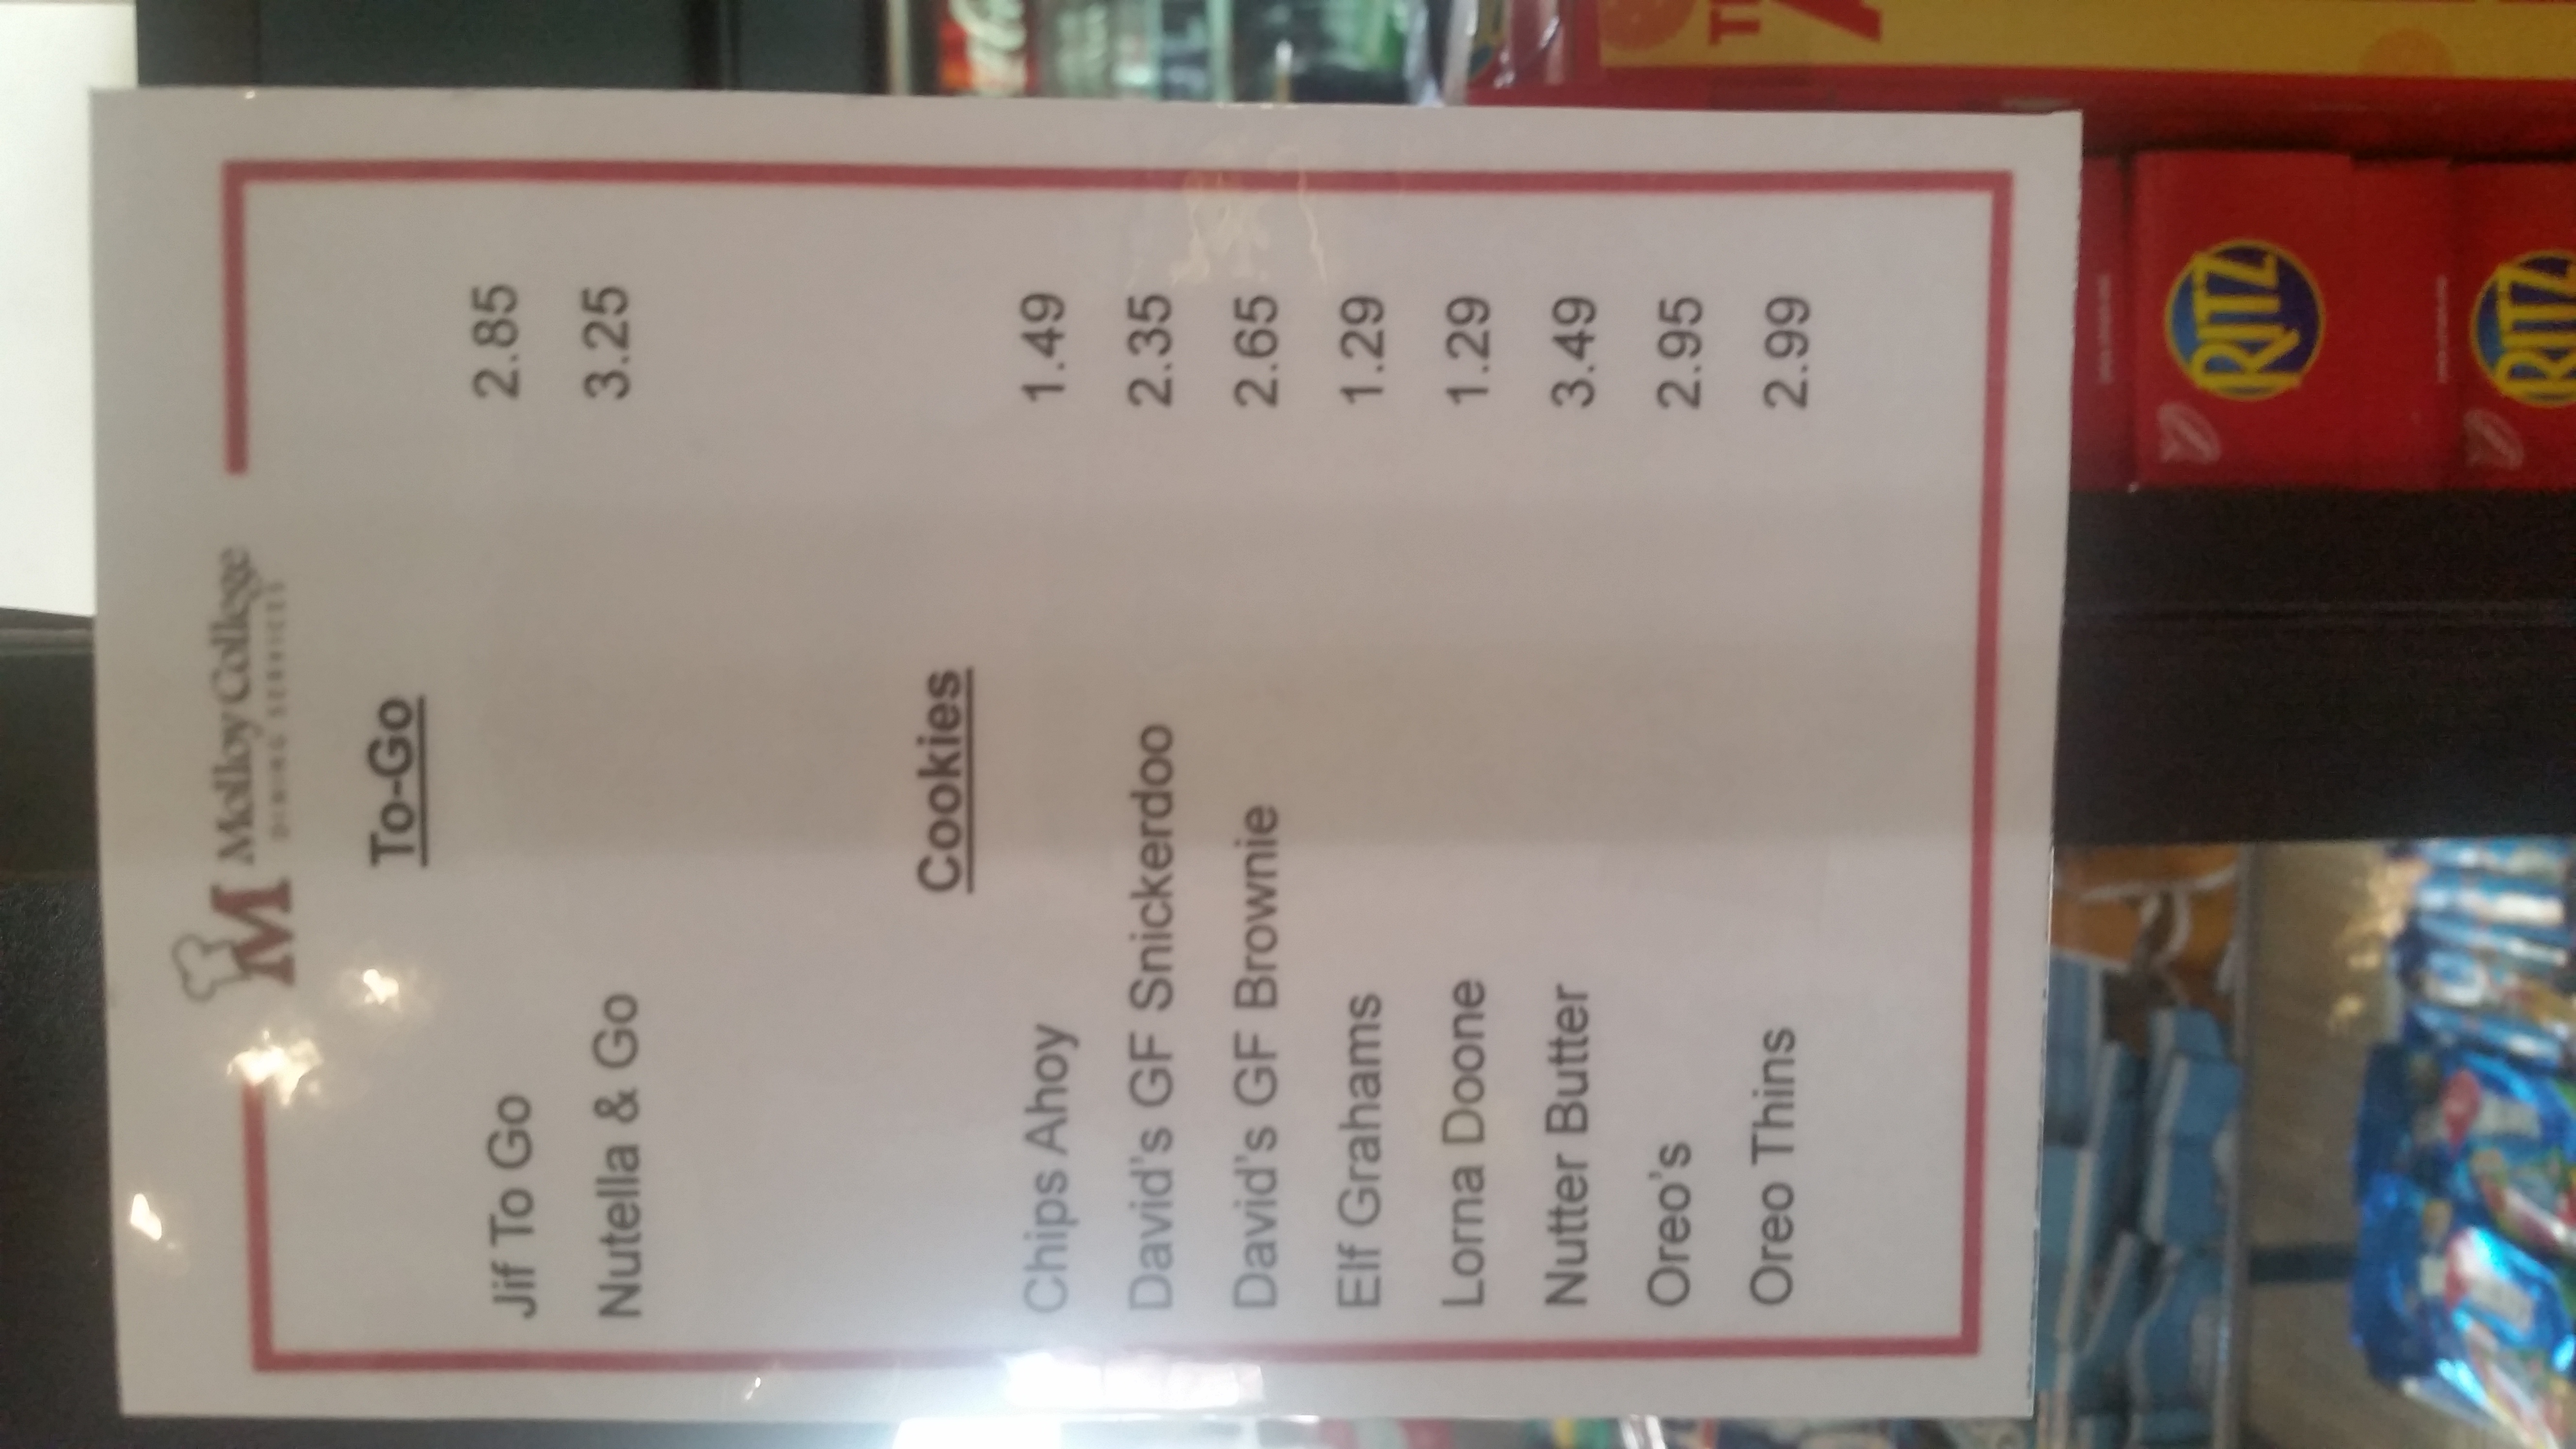 M Molloy College
DINING SERVICES
To-Go
Jif To Go 2.85
Nutella & Go 3.25
Cookies
Chips Ahoy 1.49
David's GF Snickerdoo 2.35
David's GF Brownie 2.65
Elf Grahams 1.29
Lorna Doone 1.29
Nutter Butter 3.49
Oreo's 2.95
Oreo Thins 2.99
RITZ
RITZ